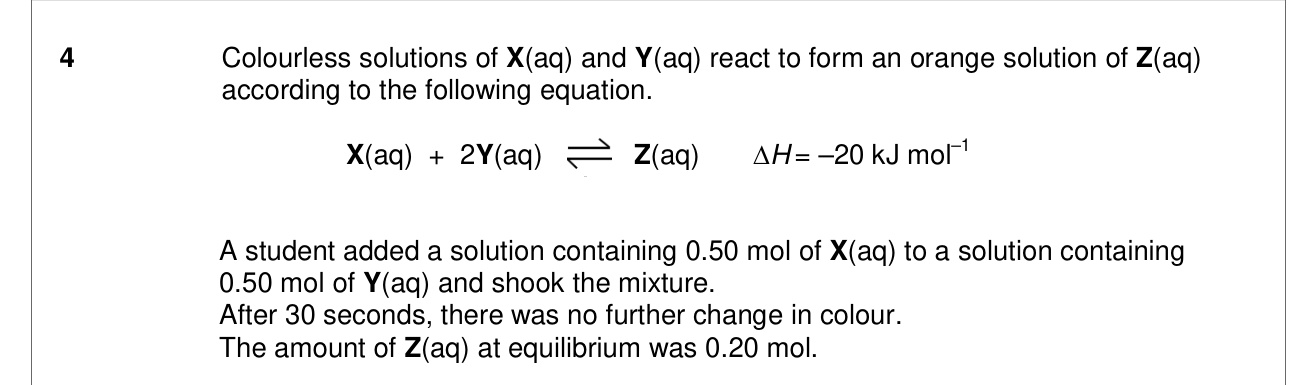 4 Colourless solutions of X(aq) and Y(aq) react to form an orange solution of Z(aq)
according to the following equation.
X(aq) + 2Y(aq) ⇌ Z(aq) ΔH= –20 kJ mol⁻¹
A student added a solution containing 0.50 mol of X(aq) to a solution containing
0.50 mol of Y(aq) and shook the mixture.
After 30 seconds, there was no further change in colour.
The amount of Z(aq) at equilibrium was 0.20 mol.